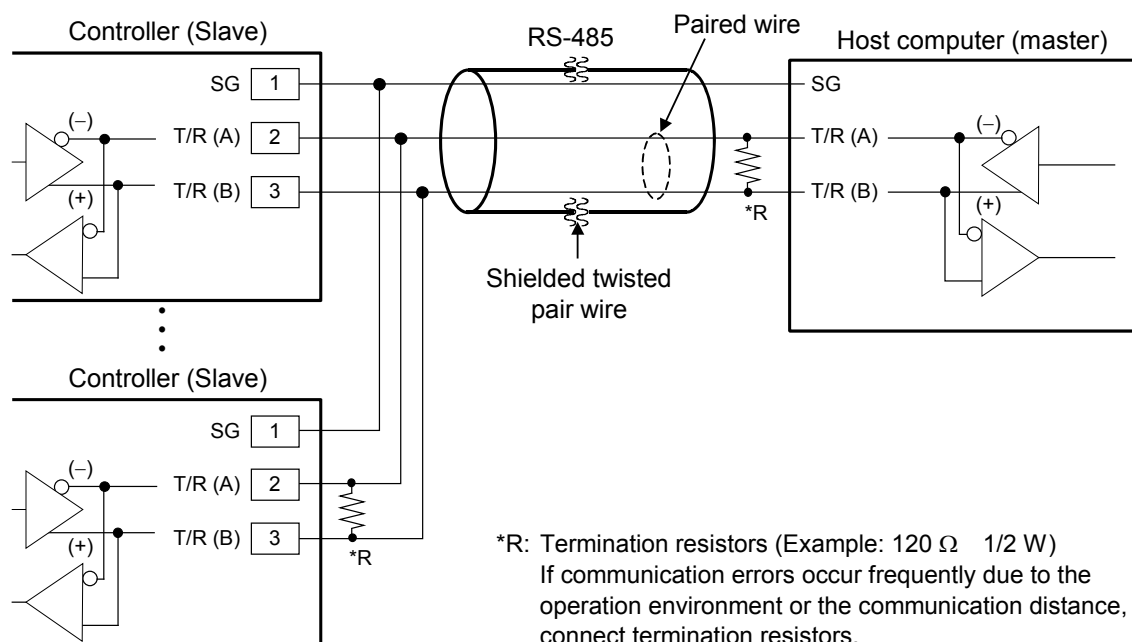 Controller (Slave)
RS-485
Paired wire
Host computer (master)
SG 1
SG
T/R (A) 2
T/R (A)
(−)
(−)
T/R (B) 3
T/R (B)
(+)
(+)
*R
Shielded twisted
pair wire
Controller (Slave)
SG 1
(−)
T/R (A) 2
T/R (B) 3
(+)
*R
*R: Termination resistors (Example: 120 Ω 1/2 W)
If communication errors occur frequently due to the
operation environment or the communication distance,
connect termination resistors.